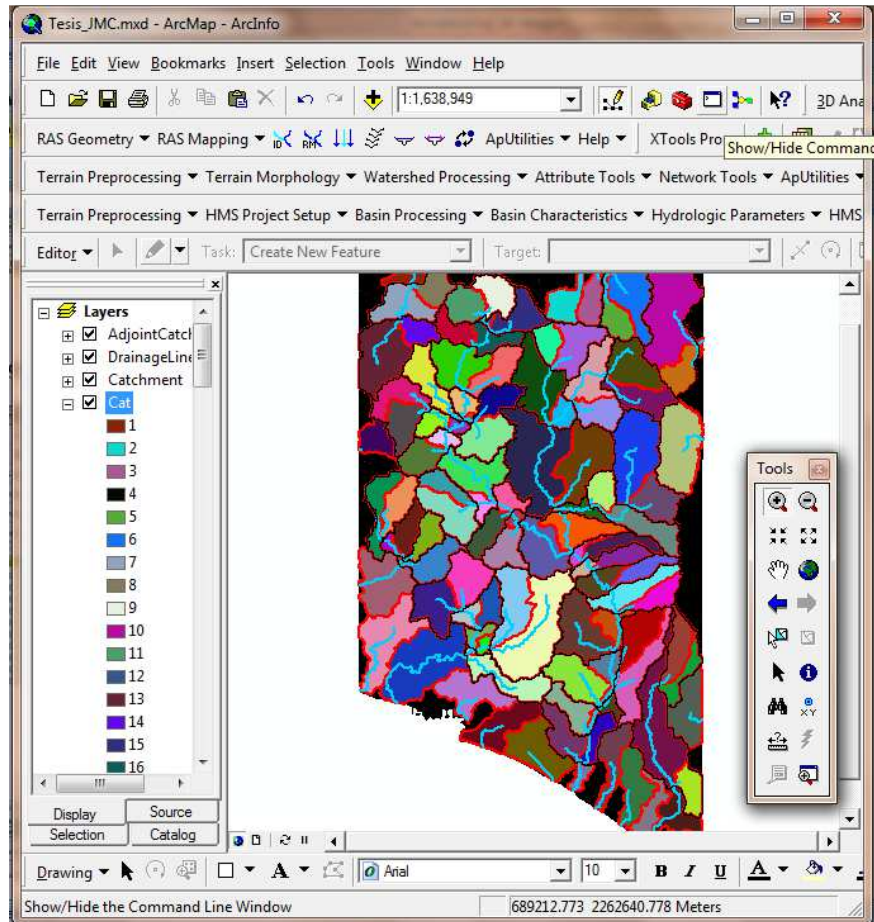 Tesis_JMC.mxd - ArcMap - ArcInfo
File Edit View Bookmarks Insert Selection Tools Window Help
1:1,638,949
3D Ana
RAS Geometry RAS Mapping ID RM ApUtilities Help XTools Pro
Show/Hide Command
Terrain Preprocessing Terrain Morphology Watershed Processing Attribute Tools Network Tools ApUtilities
Terrain Preprocessing HMS Project Setup Basin Processing Basin Characteristics Hydrologic Parameters HMS
Editor Task: Create New Feature Target:
Layers
AdjointCatch
DrainageLine
Catchment
Cat
1
2
3
4
5
6
7
8
9
10
11
12
13
14
15
16
Display Source
Selection Catalog
Tools
XY
Drawing A Arial 10 B I U A
Show/Hide the Command Line Window 689212.773 2262640.778 Meters